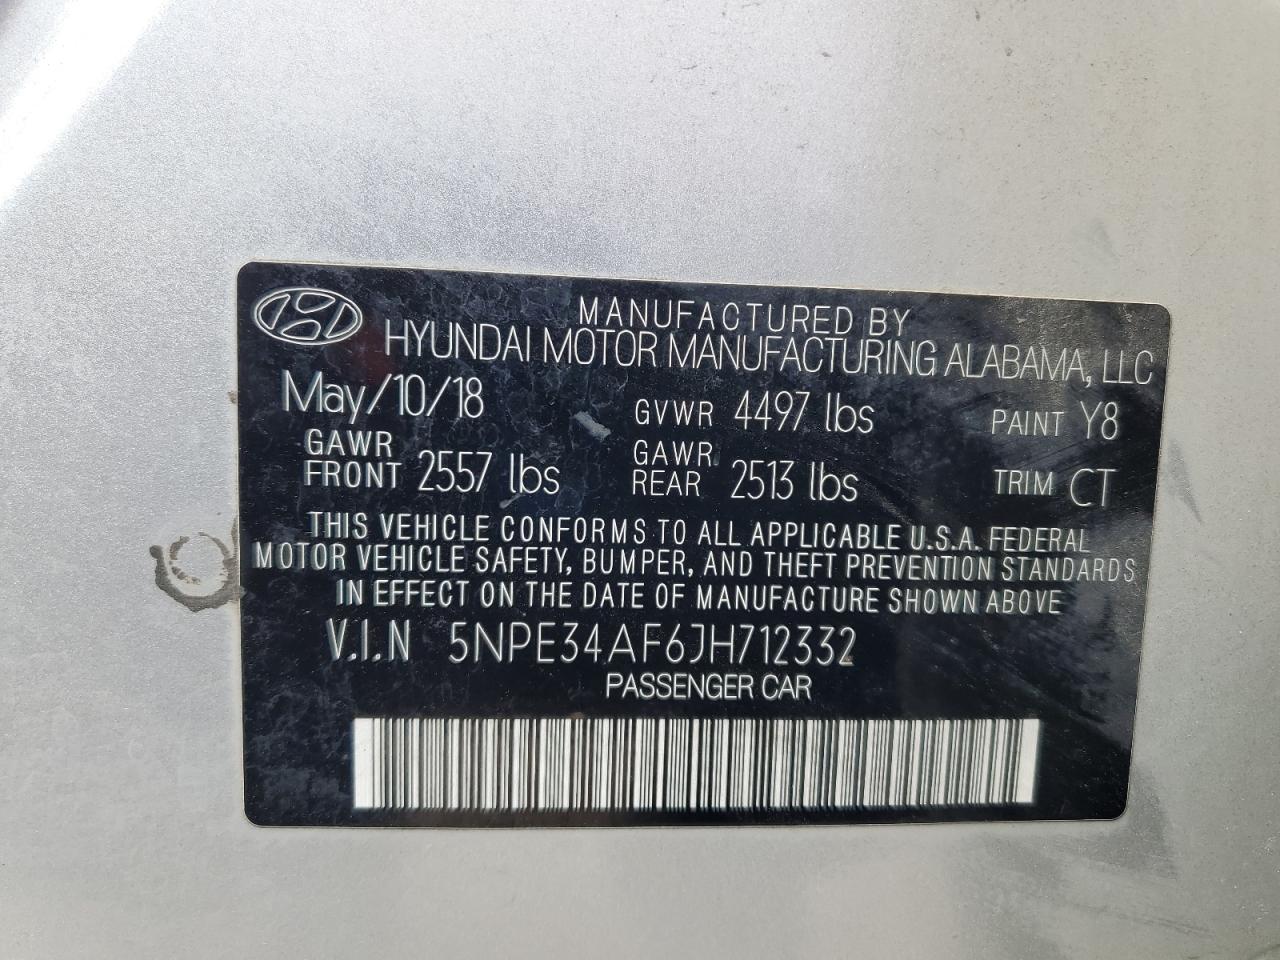 MANUFACTURED BY
HYUNDAI MOTOR MANUFACTURING ALABAMA, LLC
May/10/18 GVWR 4497 lbs PAINT Y8
GAWR FRONT 2557 lbs GAWR REAR 2513 lbs TRIM CT
THIS VEHICLE CONFORMS TO ALL APPLICABLE U.S.A. FEDERAL
MOTOR VEHICLE SAFETY, BUMPER, AND THEFT PREVENTION STANDARDS
IN EFFECT ON THE DATE OF MANUFACTURE SHOWN ABOVE
V.I.N 5NPE34AF6JH712332
PASSENGER CAR